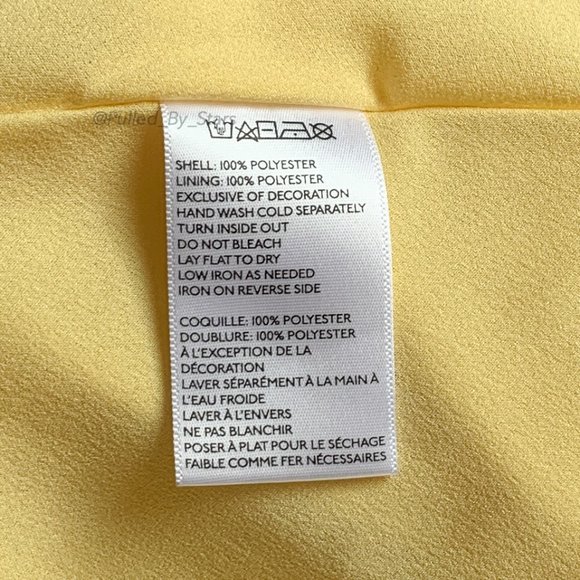 @Pulled_By_Stars
SHELL: 100% POLYESTER
LINING: 100% POLYESTER
EXCLUSIVE OF DECORATION
HAND WASH COLD SEPARATELY
TURN INSIDE OUT
DO NOT BLEACH
LAY FLAT TO DRY
LOW IRON AS NEEDED
IRON ON REVERSE SIDE
COQUILLE: 100% POLYESTER
DOUBLURE: 100% POLYESTER
À L'EXCEPTION DE LA
DÉCORATION
LAVER SÉPARÉMENT À LA MAIN À
L'EAU FROIDE
LAVER À L'ENVERS
NE PAS BLANCHIR
POSER À PLAT POUR LE SÉCHAGE
FAIBLE COMME FER NÉCESSAIRES